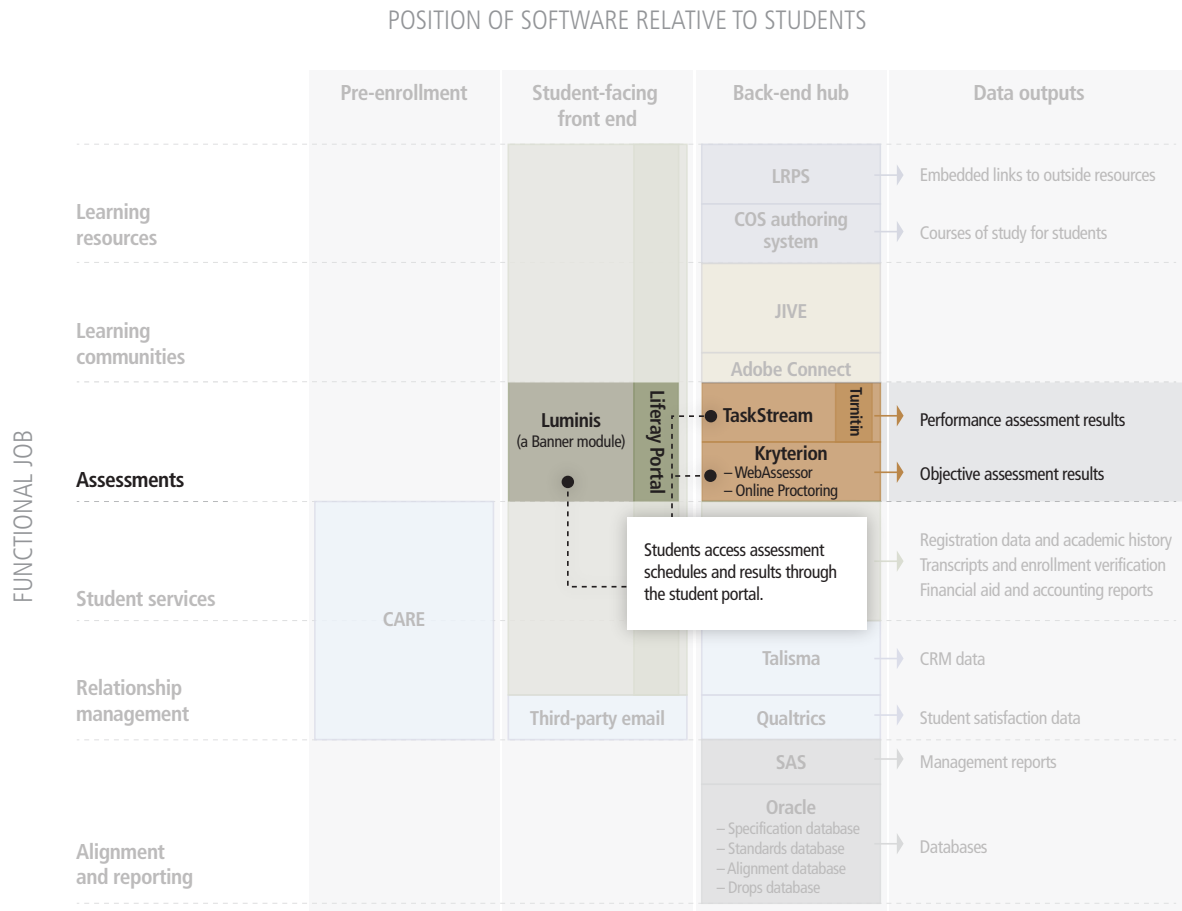 POSITION OF SOFTWARE RELATIVE TO STUDENTS
Pre-enrollment
Student-facing
front end
Back-end hub
Data outputs
FUNCTIONAL JOB
Learning
resources
LRPS
Embedded links to outside resources
COS authoring
system
Courses of study for students
Learning
communities
JIVE
Adobe Connect
Assessments
Luminis
(a Banner module)
Liferay Portal
TaskStream
Turnitin
Performance assessment results
Kryterion
– WebAssessor
– Online Proctoring
Objective assessment results
Students access assessment
schedules and results through
the student portal.
Student services
CARE
Registration data and academic history
Transcripts and enrollment verification
Financial aid and accounting reports
Relationship
management
Talisma
CRM data
Third-party email
Qualtrics
Student satisfaction data
Alignment
and reporting
SAS
Management reports
Oracle
– Specification database
– Standards database
– Alignment database
– Drops database
Databases